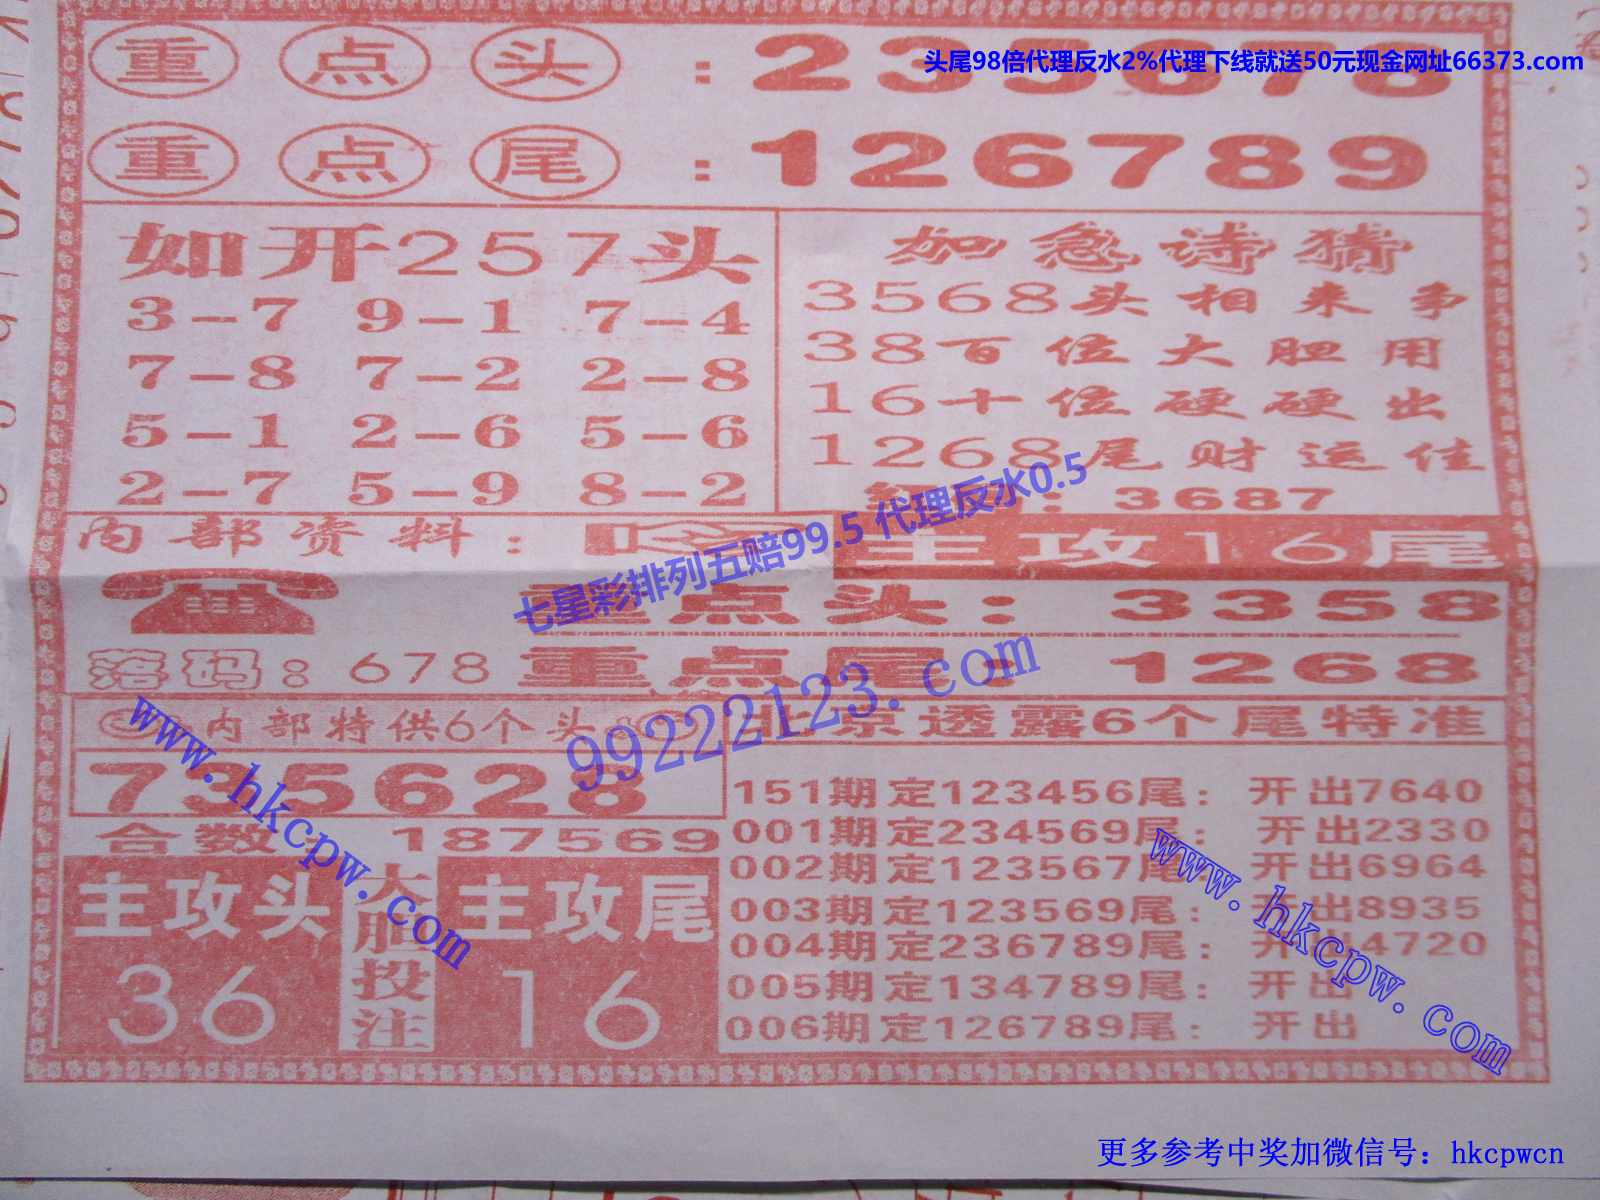 头尾98倍代理反水2%代理下线就送50元现金网址66373.com
重点头：235678
重点尾：126789
如开257头
3-7 9-1 7-4
7-8 7-2 2-8
5-1 2-6 5-6
2-7 5-9 8-2
加急诗猜
3568头相来争
38百位大胆用
16十位硬硬出
1268尾财运佳
：3687
内部资料：
主攻16尾
七星彩排列五赔99.5 代理反水0.5
重点头：3358
落码：678
重点尾：1268
99222123.com
内部特供6个头
735628
合数：187569
主攻头
36
大胆投注
主攻尾
16
北京透露6个尾特准
151期定123456尾：开出7640
001期定234569尾：开出2330
002期定123567尾：开出6964
003期定123569尾：开出8935
004期定236789尾：开出4720
005期定134789尾：开出
006期定126789尾：开出
www.hkcpw.com
www.hkcpw.com
更多参考中奖加微信号：hkcpwcn